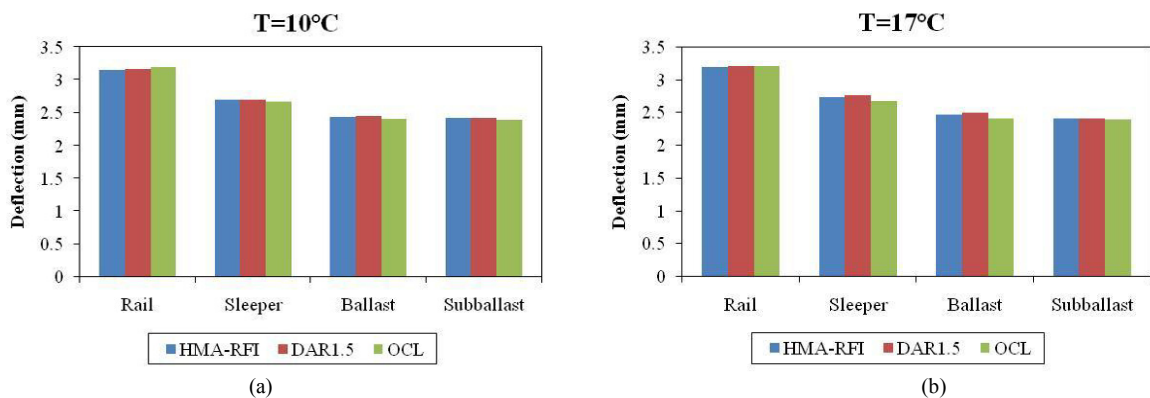 T=10°C
3.5
3
2.5
2
1.5
1
0.5
0
Deflection (mm)
Rail Sleeper Ballast Subballast
HMA-RFI DAR1.5 OCL
(a)
T=17°C
3.5
3
2.5
2
1.5
1
0.5
0
Deflection (mm)
Rail Sleeper Ballast Subballast
HMA-RFI DAR1.5 OCL
(b)